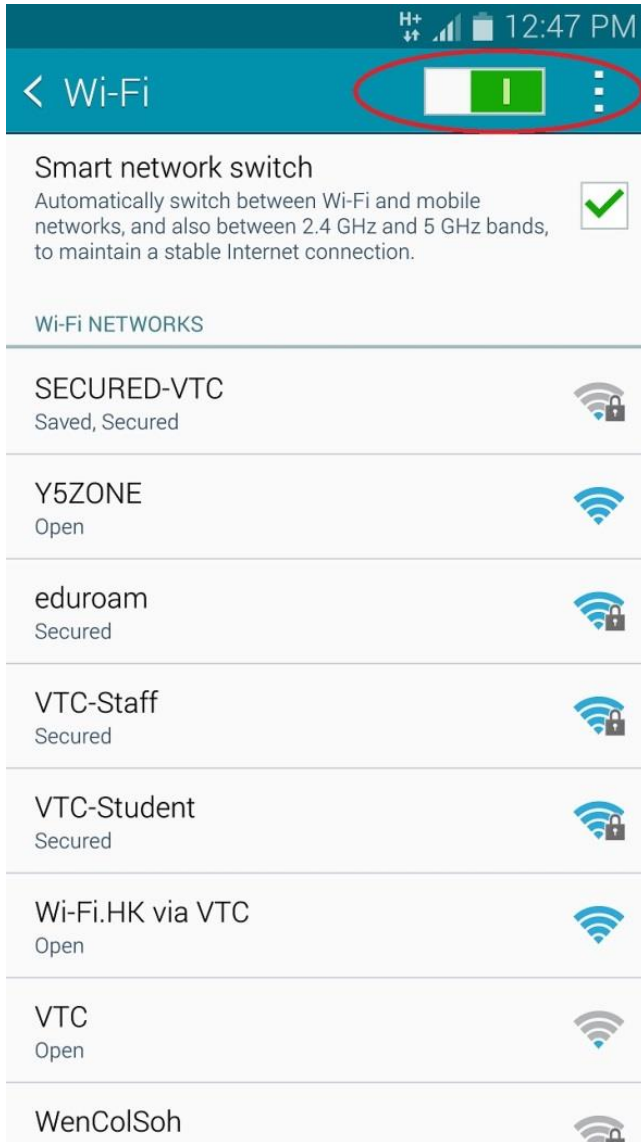 H+ 12:47 PM
Wi-Fi
Smart network switch
Automatically switch between Wi-Fi and mobile
networks, and also between 2.4 GHz and 5 GHz bands,
to maintain a stable Internet connection.
Wi-Fi NETWORKS
SECURED-VTC
Saved, Secured
Y5ZONE
Open
eduroam
Secured
VTC-Staff
Secured
VTC-Student
Secured
Wi-Fi.HK via VTC
Open
VTC
Open
WenColSoh